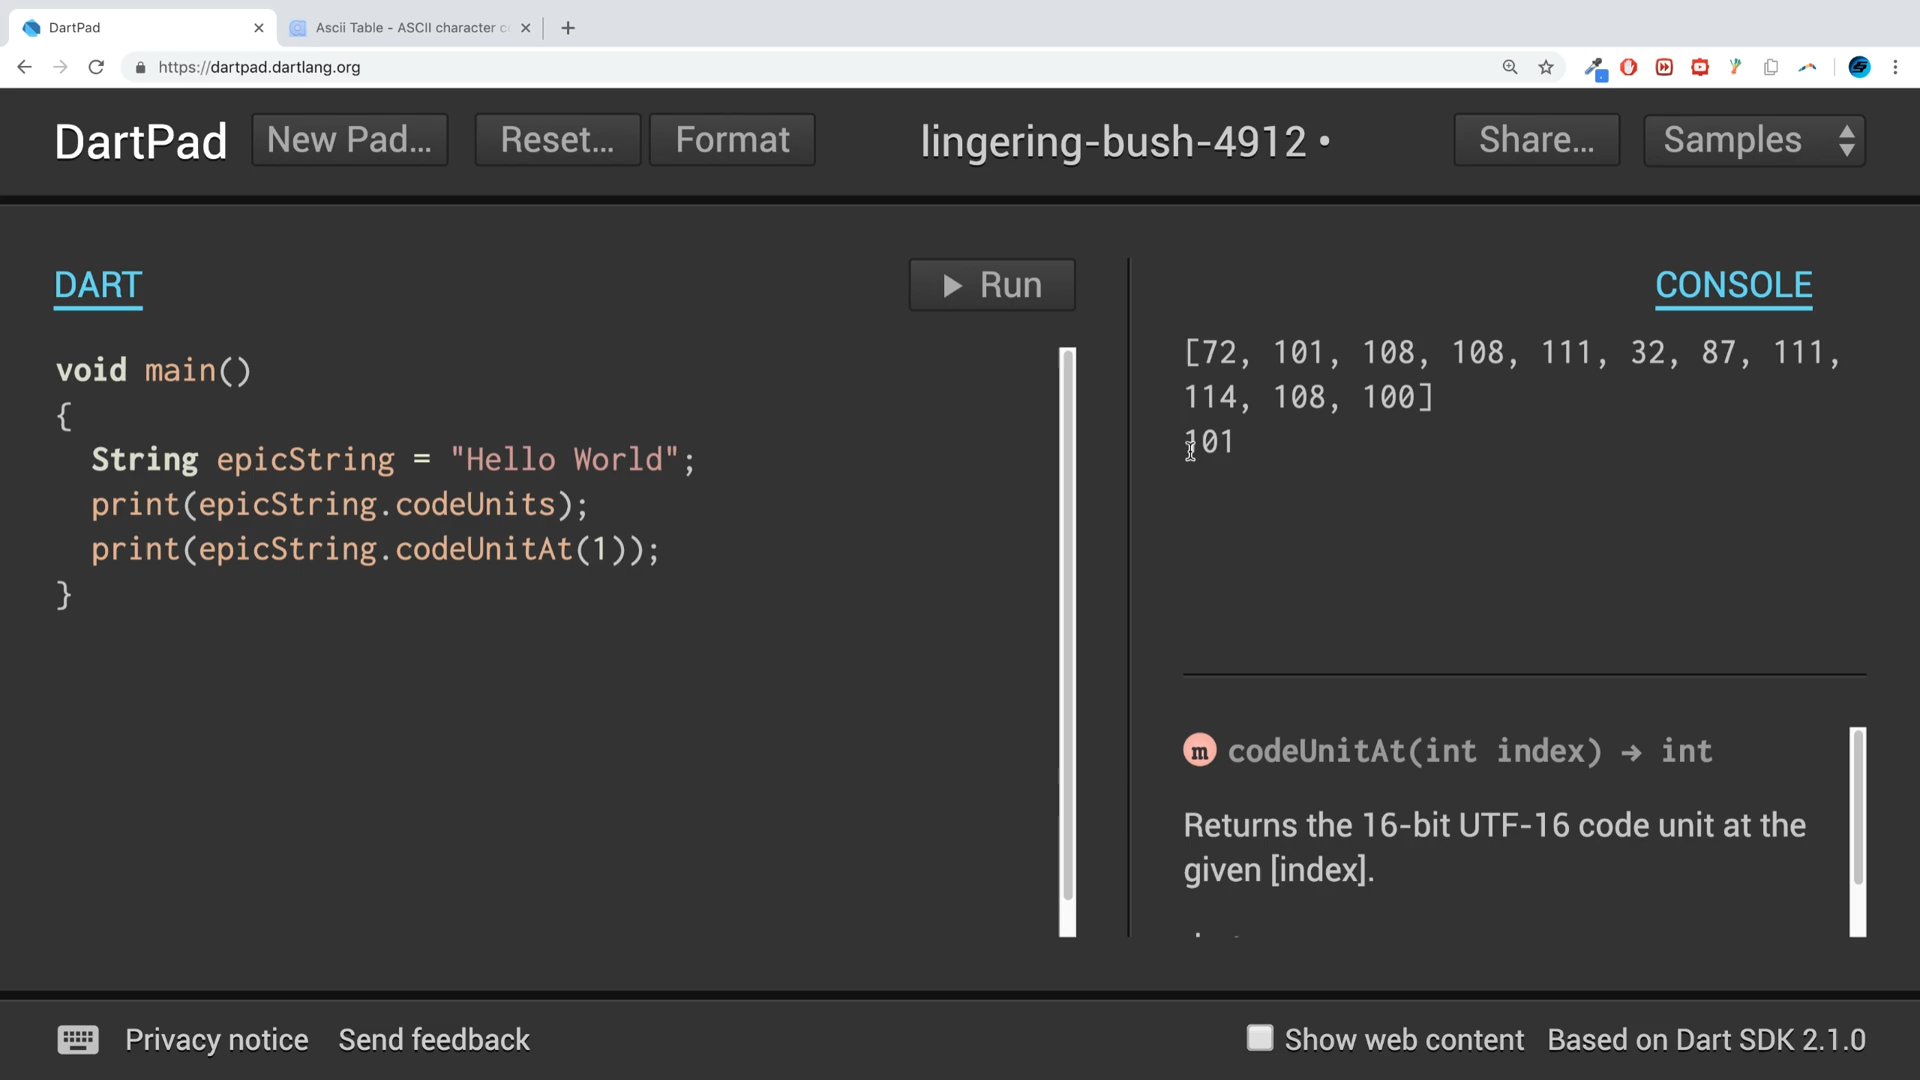 DartPad
Ascii Table - ASCII character c
https://dartpad.dartlang.org
DartPad
New Pad...
Reset...
Format
lingering-bush-4912 •
Share...
Samples
DART
Run
CONSOLE
void main()
{
String epicString = "Hello World";
print(epicString.codeUnits);
print(epicString.codeUnitAt(1));
}
[72, 101, 108, 108, 111, 32, 87, 111,
114, 108, 100]
101
m codeUnitAt(int index) → int
Returns the 16-bit UTF-16 code unit at the
given [index].
Privacy notice
Send feedback
Show web content
Based on Dart SDK 2.1.0